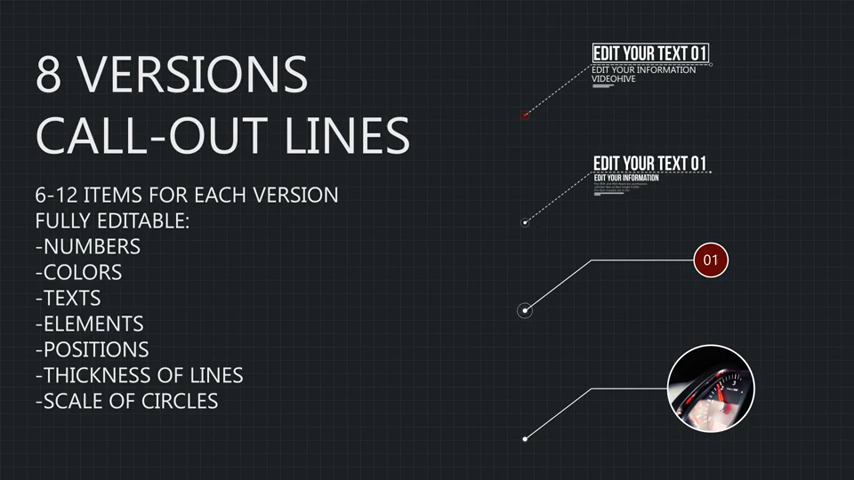 8 VERSIONS
CALL-OUT LINES
6-12 ITEMS FOR EACH VERSION
FULLY EDITABLE:
-NUMBERS
-COLORS
-TEXTS
-ELEMENTS
-POSITIONS
-THICKNESS OF LINES
-SCALE OF CIRCLES
EDIT YOUR TEXT 01
EDIT YOUR INFORMATION
VIDEOHIVE
EDIT YOUR TEXT 01
EDIT YOUR INFORMATION
01